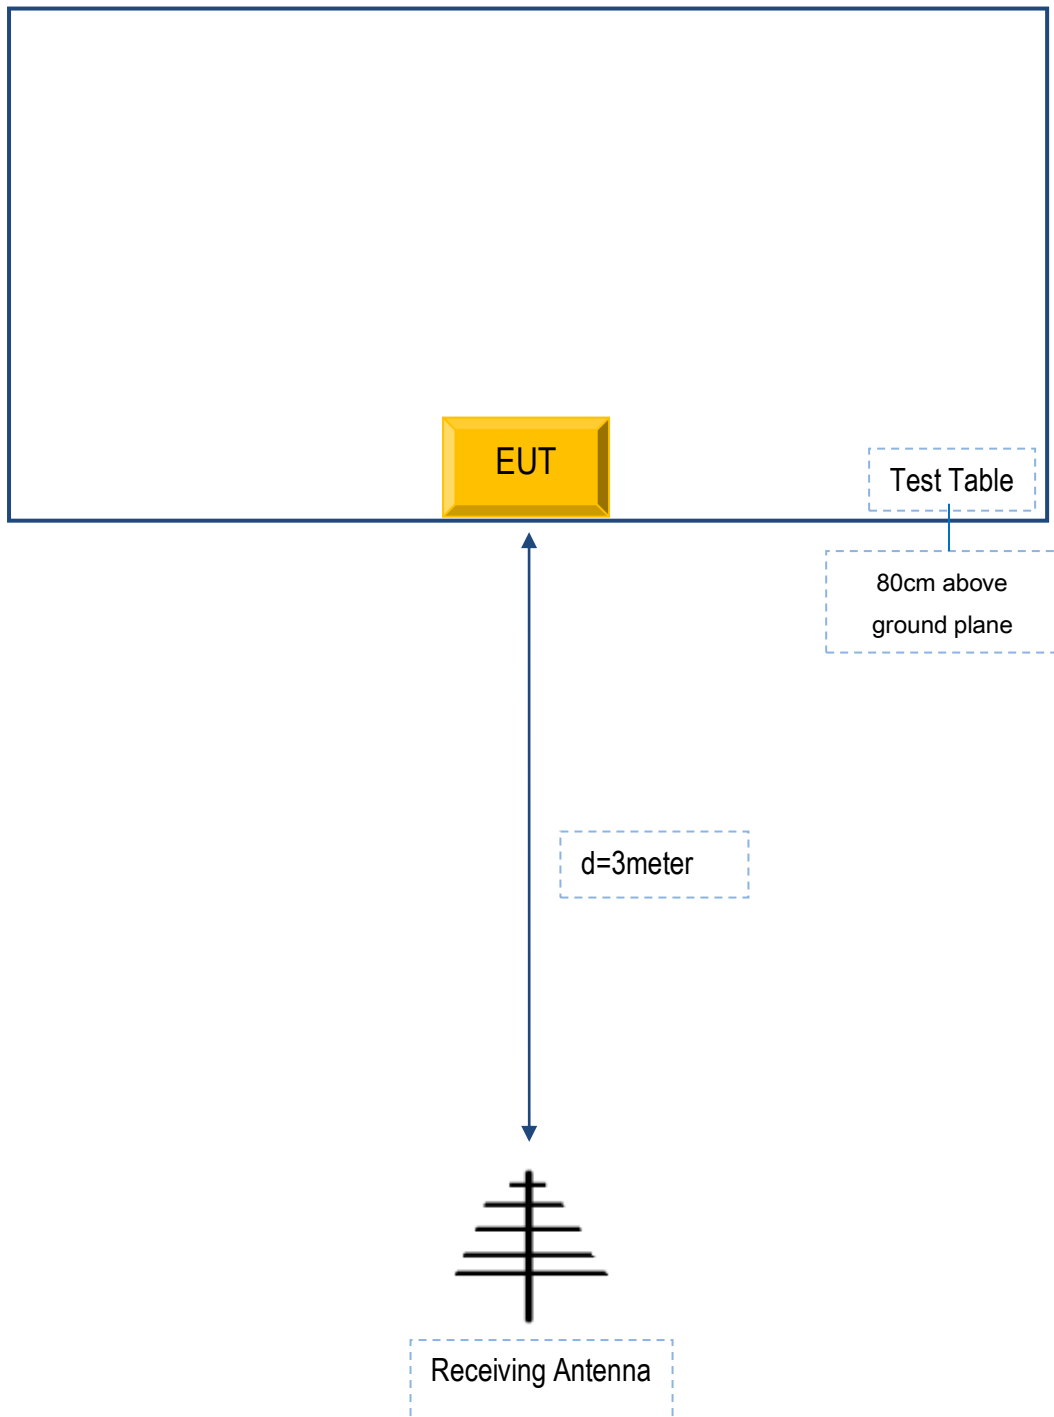 EUT
Test Table
80cm above
ground plane
d=3meter
Receiving Antenna